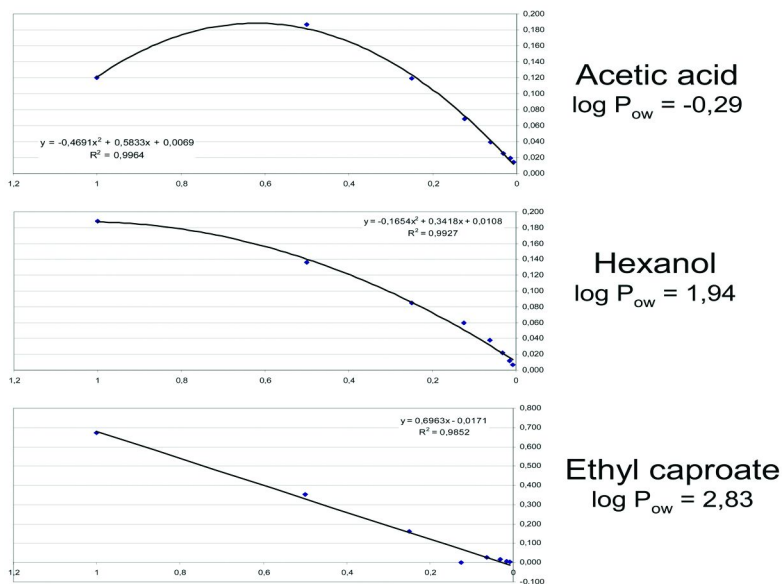 0,200
0,180
0,160
0,140
0,120
0,100
0,080
0,060
0,040
0,020
0,000
y = -0,4691x² + 0,5833x + 0,0069
R² = 0,9964
1,2 1 0,8 0,6 0,4 0,2 0
Acetic acid
log Pow = -0,29
0,200
0,180
0,160
0,140
0,120
0,100
0,080
0,060
0,040
0,020
0,000
y = -0,1654x² + 0,3418x + 0,0108
R² = 0,9927
1,2 1 0,8 0,6 0,4 0,2 0
Hexanol
log Pow = 1,94
0,800
0,700
0,600
0,500
0,400
0,300
0,200
0,100
0,000
-0,100
y = 0,6963x - 0,0171
R² = 0,9852
1,2 1 0,8 0,6 0,4 0,2 0
Ethyl caproate
log Pow = 2,83